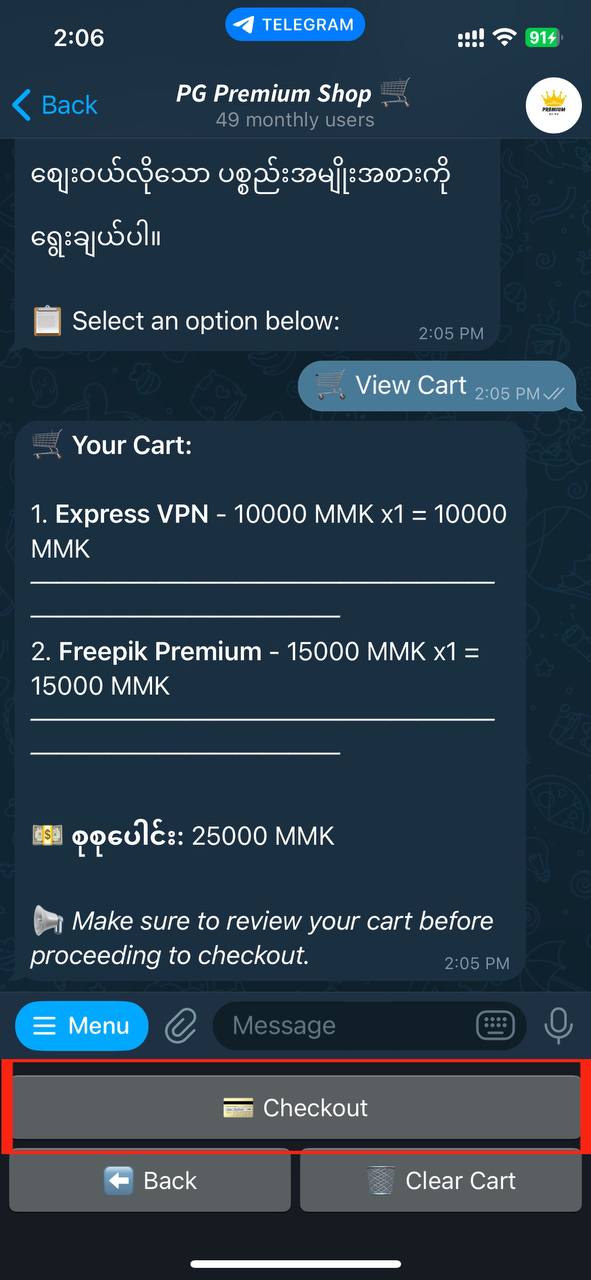 2:06
TELEGRAM
91
Back
PG Premium Shop 🛒
49 monthly users
ဈေးဝယ်လိုသော ပစ္စည်းအမျိုးအစားကို
ရွေးချယ်ပါ။
📋 Select an option below:
2:05 PM
🛒 View Cart 2:05 PM
🛒 Your Cart:
1. Express VPN - 10000 MMK x1 = 10000
MMK
2. Freepik Premium - 15000 MMK x1 =
15000 MMK
💵 စုစုပေါင်း: 25000 MMK
📢 Make sure to review your cart before
proceeding to checkout.
2:05 PM
Menu
Message
💳 Checkout
⬅️ Back
🗑️ Clear Cart